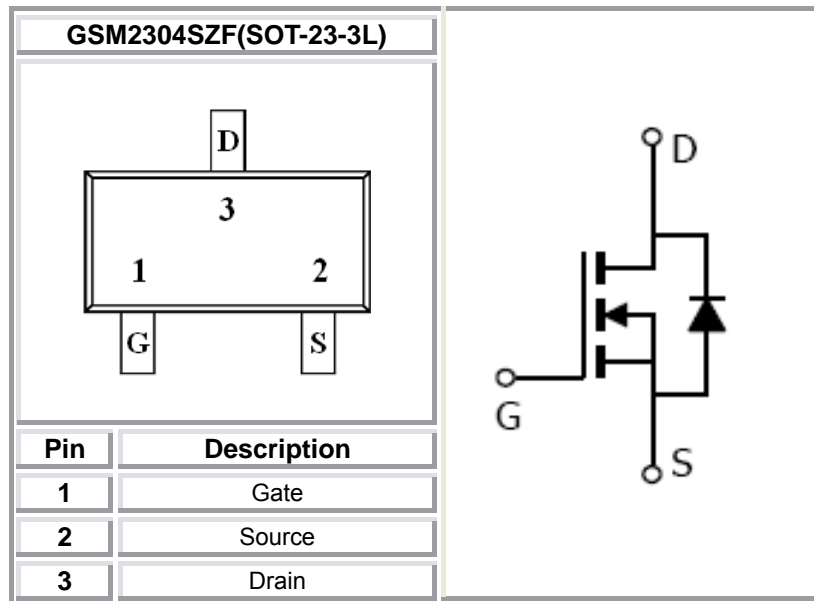 GSM2304SZF(SOT-23-3L)
D
3
1 2
G S
Pin Description
1 Gate
2 Source
3 Drain
D
G
S